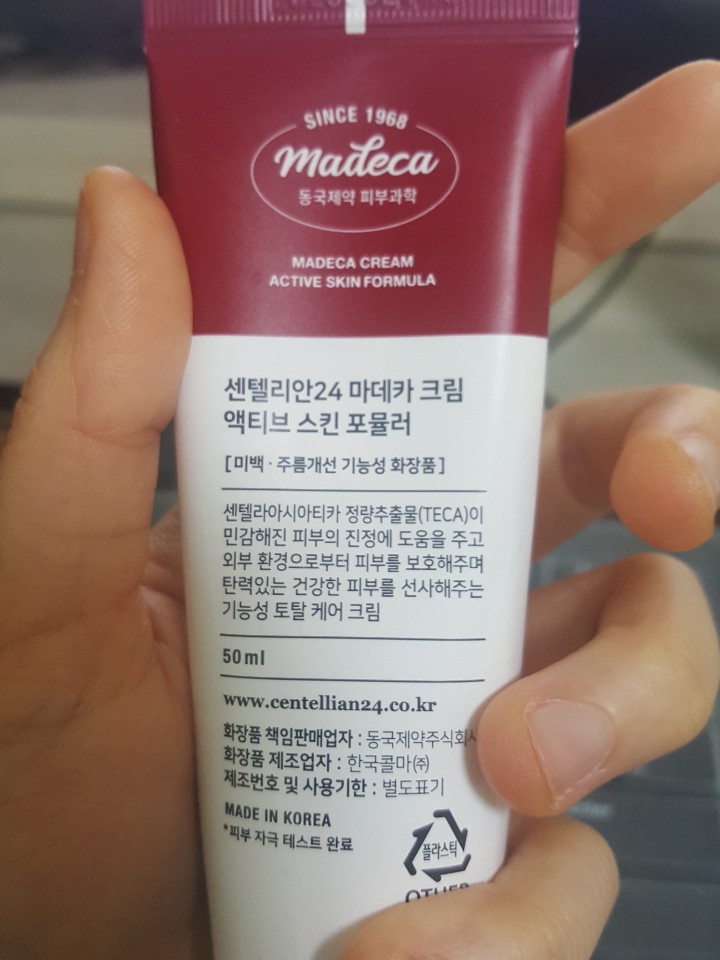 SINCE 1968
madeca
동국제약 피부과학
MADECA CREAM
ACTIVE SKIN FORMULA
센텔리안24 마데카 크림
액티브 스킨 포뮬러
[미백·주름개선 기능성 화장품]
센텔라아시아티카 정량추출물(TECA)이
민감해진 피부의 진정에 도움을 주고
외부 환경으로부터 피부를 보호해주며
탄력있는 건강한 피부를 선사해주는
기능성 토탈 케어 크림
50ml
www.centellian24.co.kr
화장품 책임판매업자 : 동국제약주식회사
화장품 제조업자 : 한국콜마㈜
제조번호 및 사용기한 : 별도표기
MADE IN KOREA
*피부 자극 테스트 완료
플라스틱
OTHER